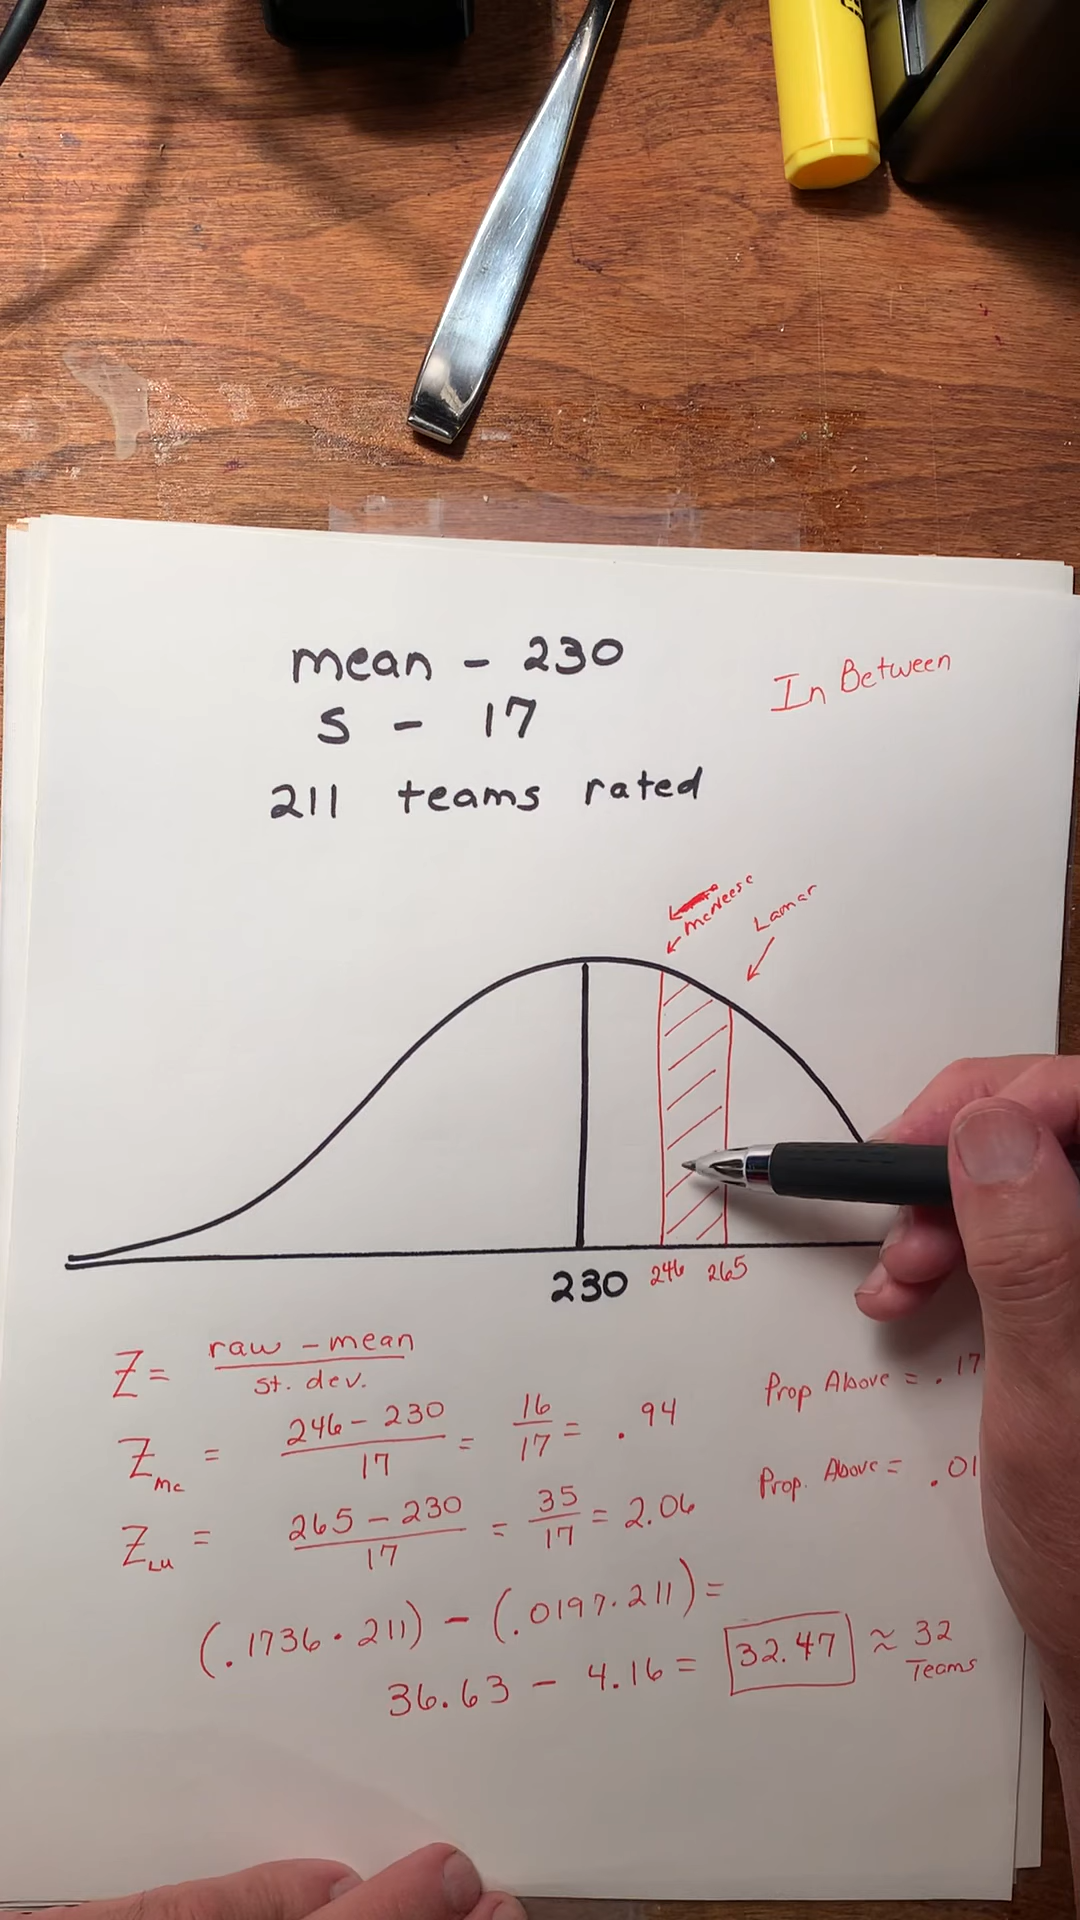 mean - 230
In Between
s - 17
211 teams rated
McNeese
Lamar
230 246 265
Z = raw - mean / st. dev.
Prop Above = .17
Zmc = 246 - 230 / 17 = 16 / 17 = .94
Prop. Above = .01
ZLU = 265 - 230 / 17 = 35 / 17 = 2.06
(.1736 · 211) - (.0197 · 211) =
36.63 - 4.16 = 32.47 ≈ 32 Teams